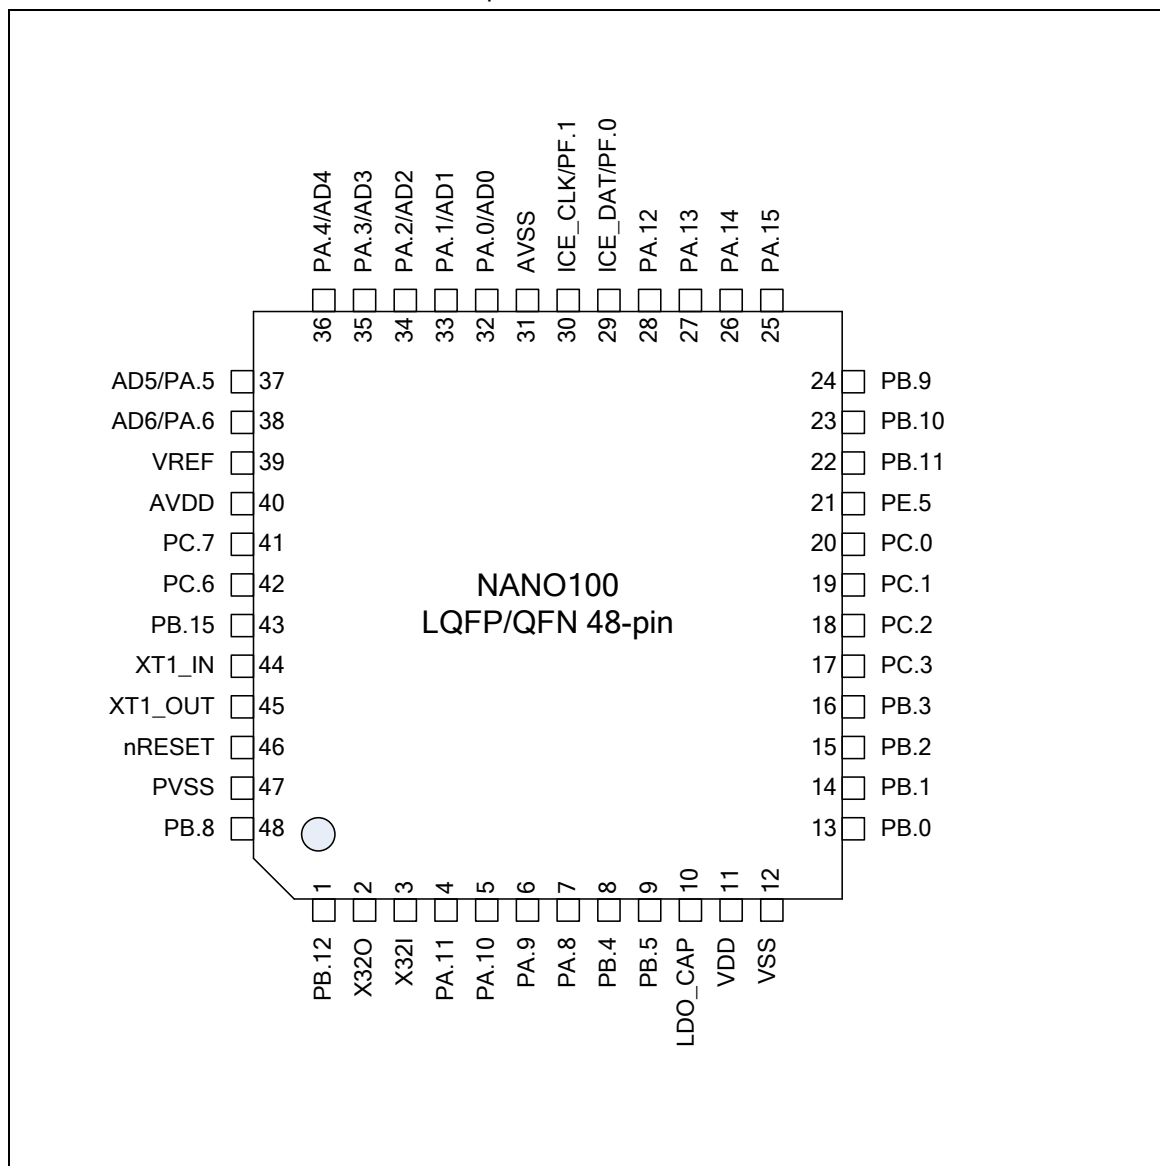 PA.4/AD4
PA.3/AD3
PA.2/AD2
PA.1/AD1
PA.0/AD0
AVSS
ICE_CLK/PF.1
ICE_DAT/PF.0
PA.12
PA.13
PA.14
PA.15
36
35
34
33
32
31
30
29
28
27
26
25
AD5/PA.5 37
AD6/PA.6 38
VREF 39
AVDD 40
PC.7 41
PC.6 42
PB.15 43
XT1_IN 44
XT1_OUT 45
nRESET 46
PVSS 47
PB.8 48
NANO100
LQFP/QFN 48-pin
24 PB.9
23 PB.10
22 PB.11
21 PE.5
20 PC.0
19 PC.1
18 PC.2
17 PC.3
16 PB.3
15 PB.2
14 PB.1
13 PB.0
1
2
3
4
5
6
7
8
9
10
11
12
PB.12
X32O
X32I
PA.11
PA.10
PA.9
PA.8
PB.4
PB.5
LDO_CAP
VDD
VSS